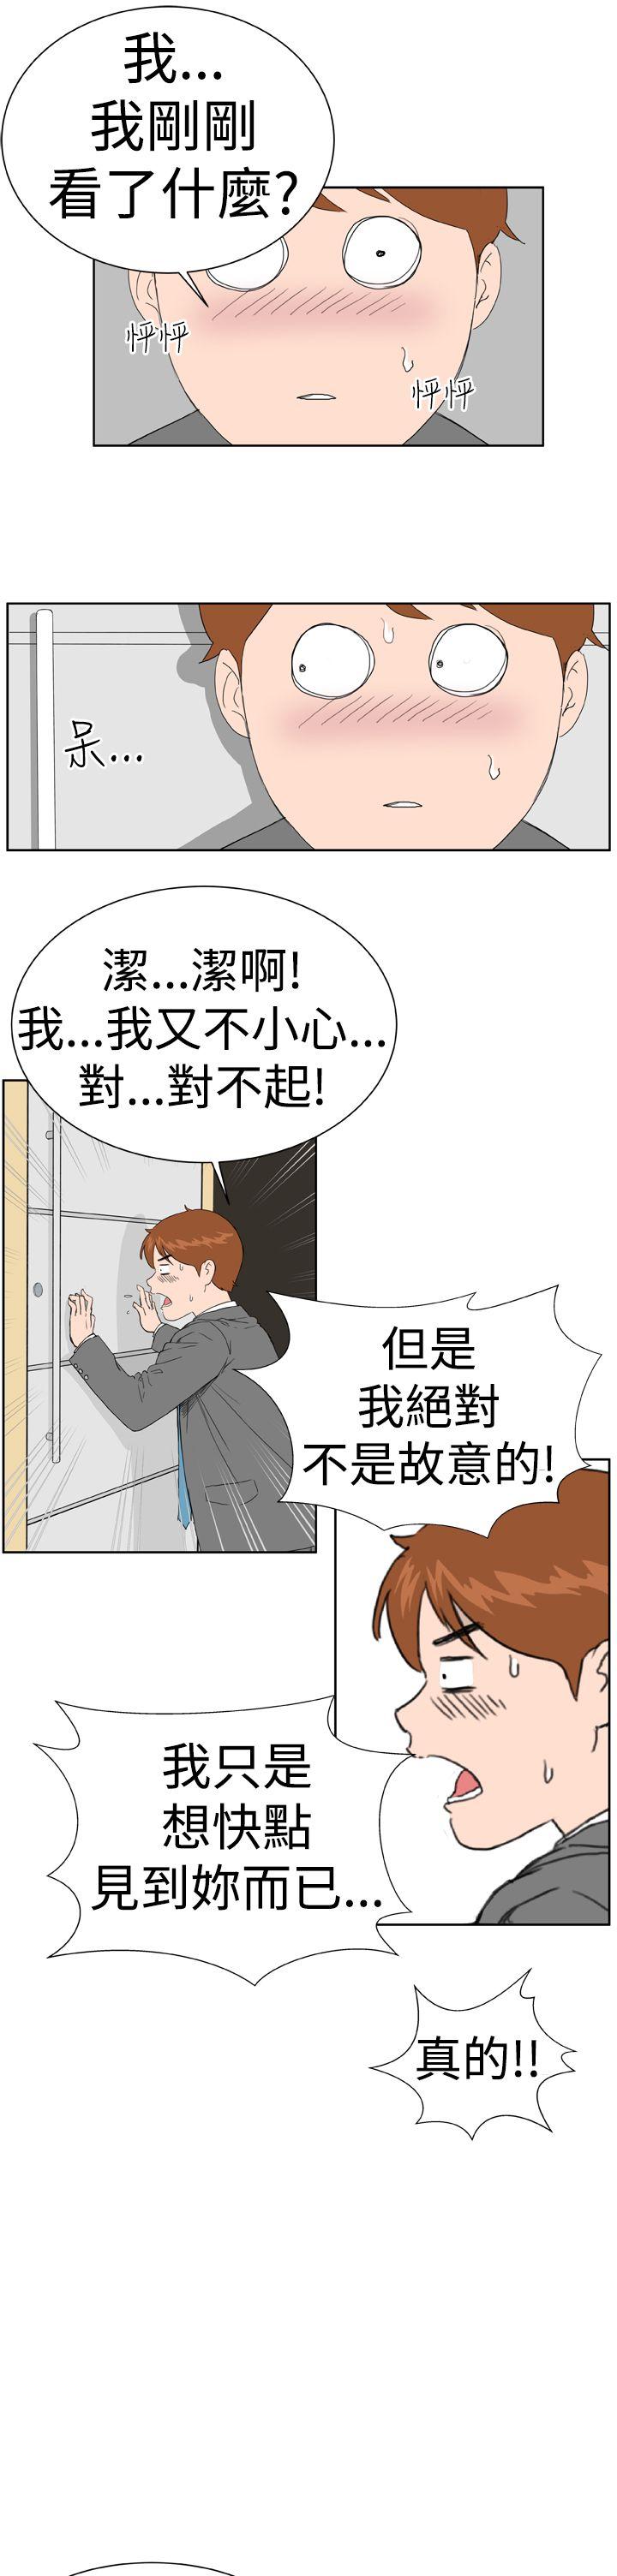 我...
我剛剛
看了什麼?
怦怦
怦怦
呆...
潔...潔啊!
我...我又不小心...
對...對不起!
但是
我絕對
不是故意的!
我只是
想快點
見到妳而已...
真的!!